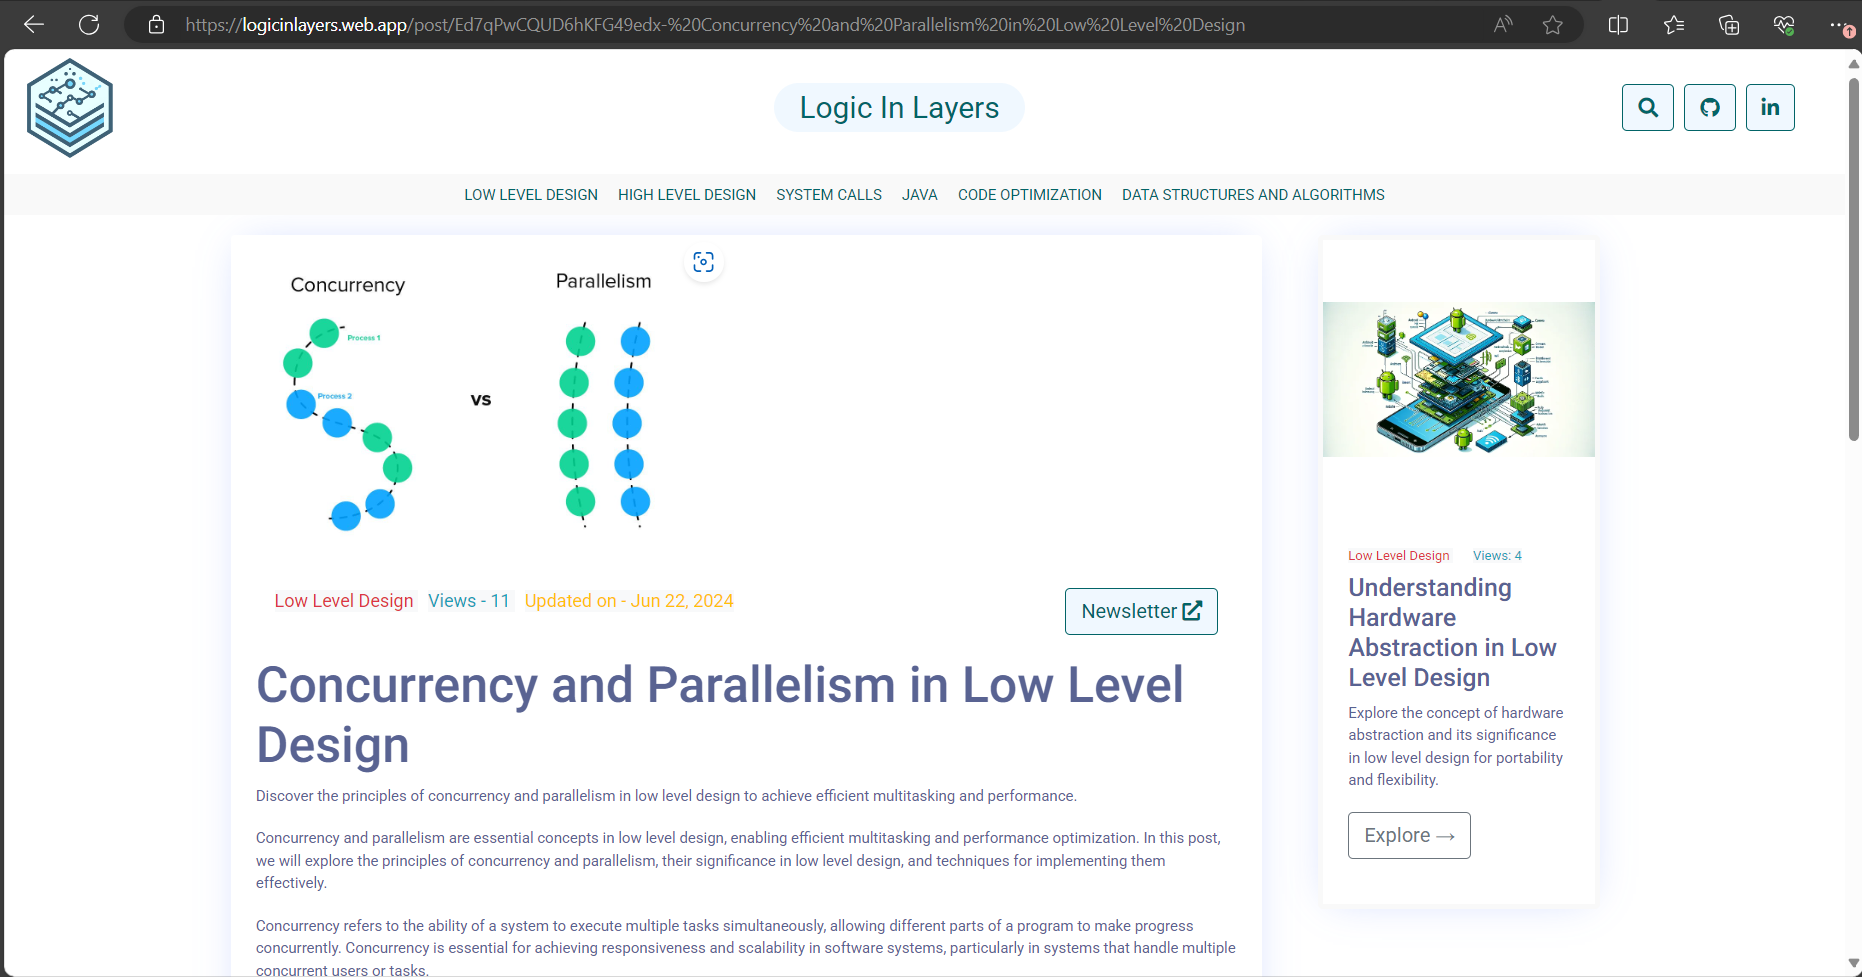 https://logicinlayers.web.app/post/Ed7qPwCQUD6hKFG49edx-%20Concurrency%20and%20Parallelism%20in%20Low%20Level%20Design
Logic In Layers
LOW LEVEL DESIGN HIGH LEVEL DESIGN SYSTEM CALLS JAVA CODE OPTIMIZATION DATA STRUCTURES AND ALGORITHMS
Concurrency
Parallelism
Process 1
Process 2
vs
Low Level Design Views - 11 Updated on - Jun 22, 2024
Newsletter
Concurrency and Parallelism in Low Level
Design
Discover the principles of concurrency and parallelism in low level design to achieve efficient multitasking and performance.
Concurrency and parallelism are essential concepts in low level design, enabling efficient multitasking and performance optimization. In this post,
we will explore the principles of concurrency and parallelism, their significance in low level design, and techniques for implementing them
effectively.
Concurrency refers to the ability of a system to execute multiple tasks simultaneously, allowing different parts of a program to make progress
concurrently. Concurrency is essential for achieving responsiveness and scalability in software systems, particularly in systems that handle multiple
concurrent users or tasks.
Low Level Design Views: 4
Understanding
Hardware
Abstraction in Low
Level Design
Explore the concept of hardware
abstraction and its significance
in low level design for portability
and flexibility.
Explore →